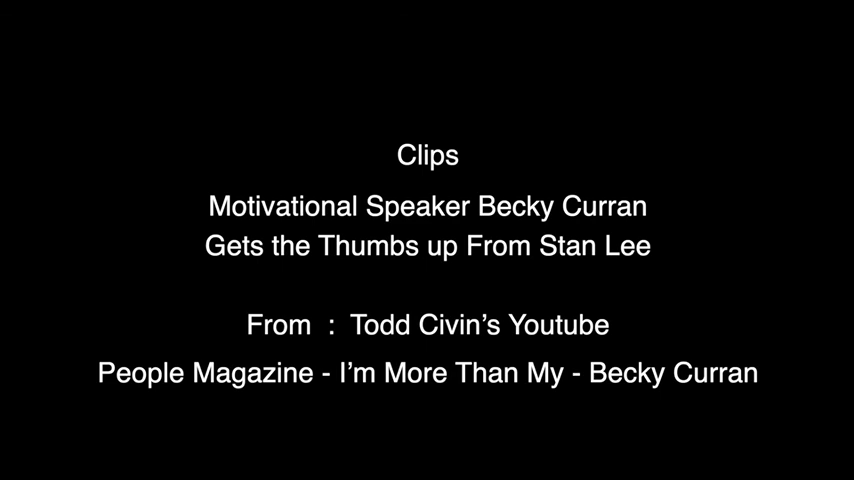 Clips
Motivational Speaker Becky Curran
Gets the Thumbs up From Stan Lee
From : Todd Civin’s Youtube
People Magazine - I’m More Than My - Becky Curran